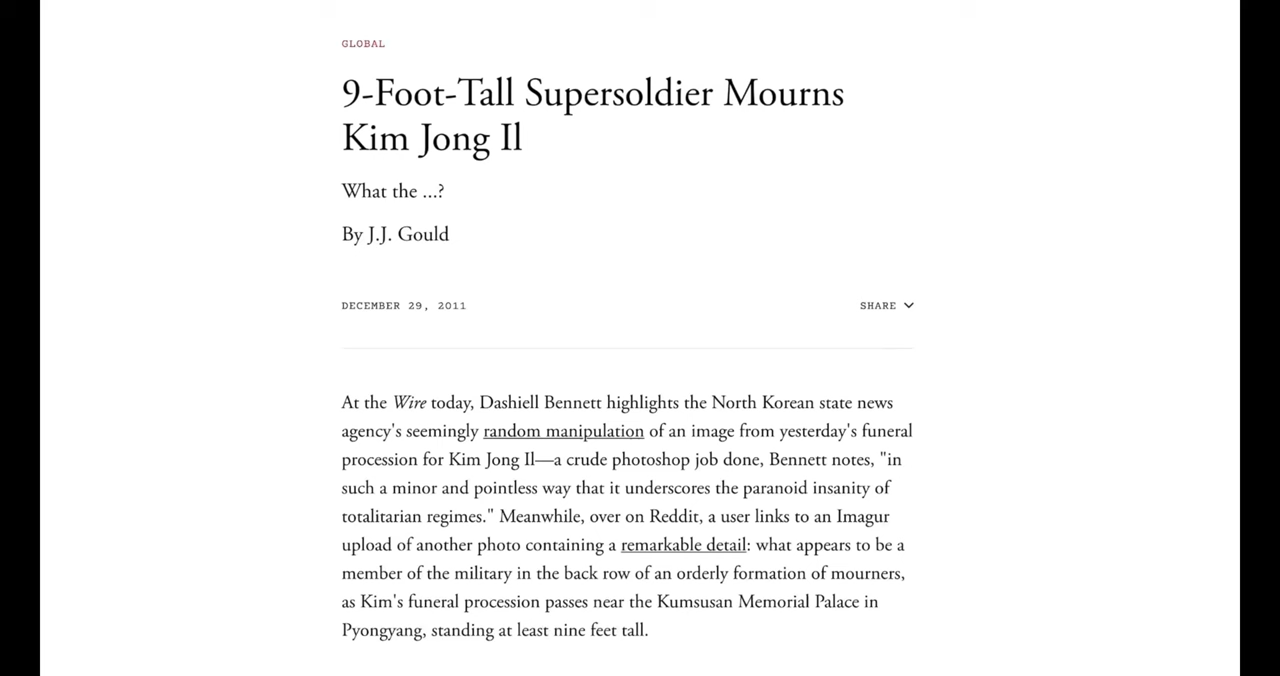 GLOBAL
9-Foot-Tall Supersoldier Mourns
Kim Jong Il
What the ...?
By J.J. Gould
DECEMBER 29, 2011
SHARE
At the Wire today, Dashiell Bennett highlights the North Korean state news
agency's seemingly random manipulation of an image from yesterday's funeral
procession for Kim Jong Il—a crude photoshop job done, Bennett notes, "in
such a minor and pointless way that it underscores the paranoid insanity of
totalitarian regimes." Meanwhile, over on Reddit, a user links to an Imagur
upload of another photo containing a remarkable detail: what appears to be a
member of the military in the back row of an orderly formation of mourners,
as Kim's funeral procession passes near the Kumsusan Memorial Palace in
Pyongyang, standing at least nine feet tall.